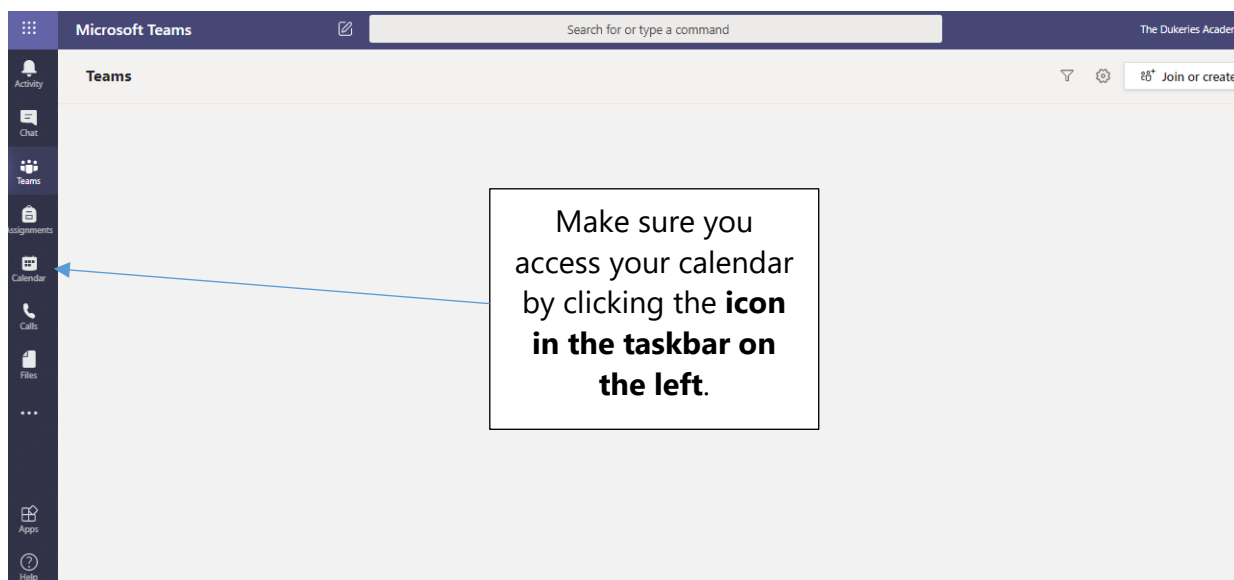 Microsoft Teams
Search for or type a command
The Dukeries Acader
Activity
Teams
Join or create
Chat
Teams
Assignments
Calendar
Calls
Files
Apps
Help
Make sure you
access your calendar
by clicking the icon
in the taskbar on
the left.